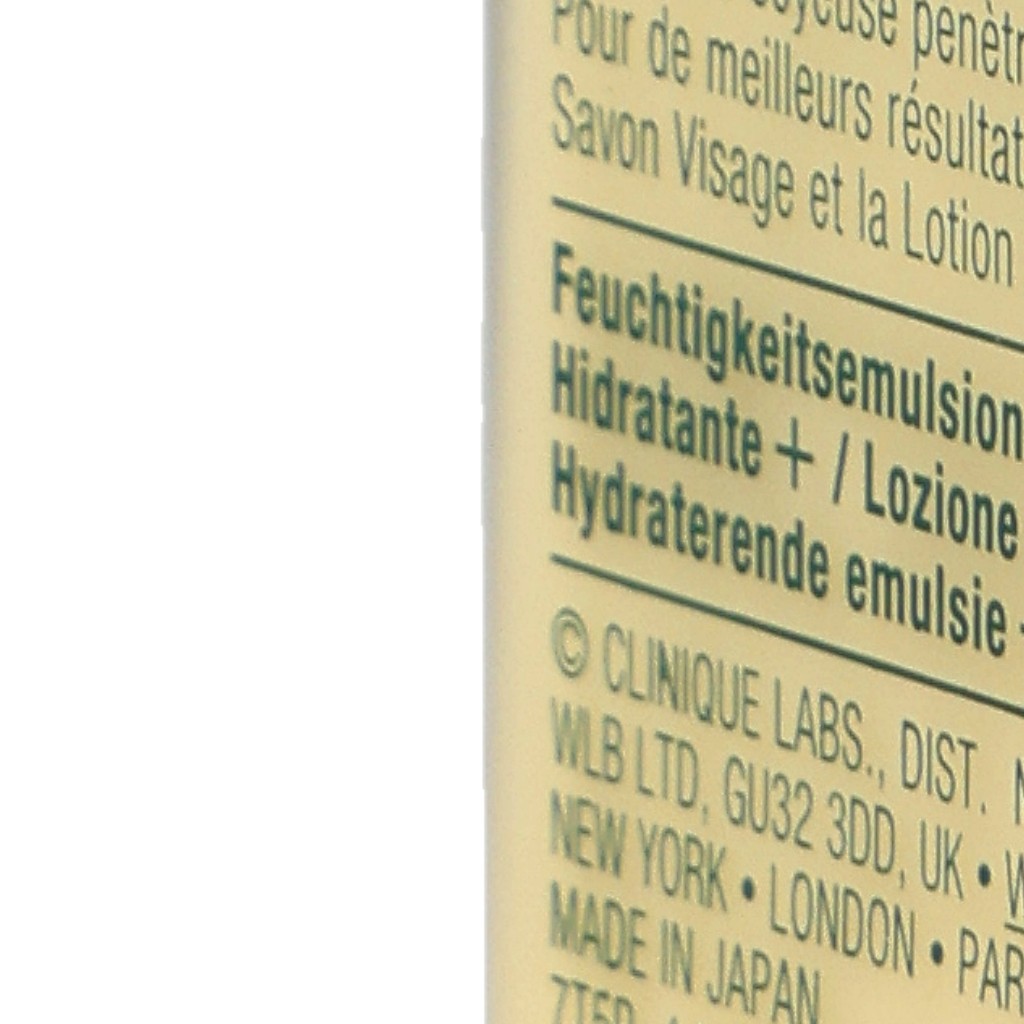 Pour de meilleurs résultat
Savon Visage et la Lotion
Feuchtigkeitsemulsion
Hidratante + / Lozione
Hydraterende emulsie
© CLINIQUE LABS., DIST.
WLB LTD, GU32 3DD, UK •
NEW YORK • LONDON • PAR
MADE IN JAPAN